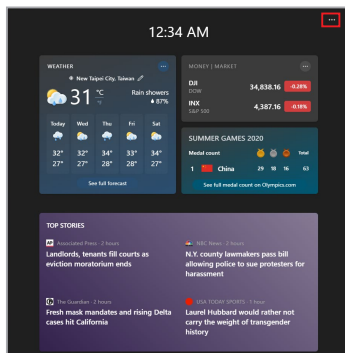 12:34 AM
WEATHER
New Taipei City, Taiwan
31 °C
°F
Rain showers
87%
Today Wed Thu Fri Sat
32° 32° 34° 33° 34°
27° 27° 28° 28° 27°
See full forecast
MONEY | MARKET
DJI
DOW
34,838.16 -0.28%
INX
S&P 500
4,387.16 -0.18%
SUMMER GAMES 2020
Medal count Total
1 China 29 18 16 63
See full medal count on Olympics.com
TOP STORIES
AP Associated Press · 2 hours
Landlords, tenants fill courts as
eviction moratorium ends
NBC News · 2 hours
N.Y. county lawmakers pass bill
allowing police to sue protesters for
harassment
The Guardian · 2 hours
Fresh mask mandates and rising Delta
cases hit California
USA TODAY SPORTS · 1 hour
Laurel Hubbard would rather not
carry the weight of transgender
history